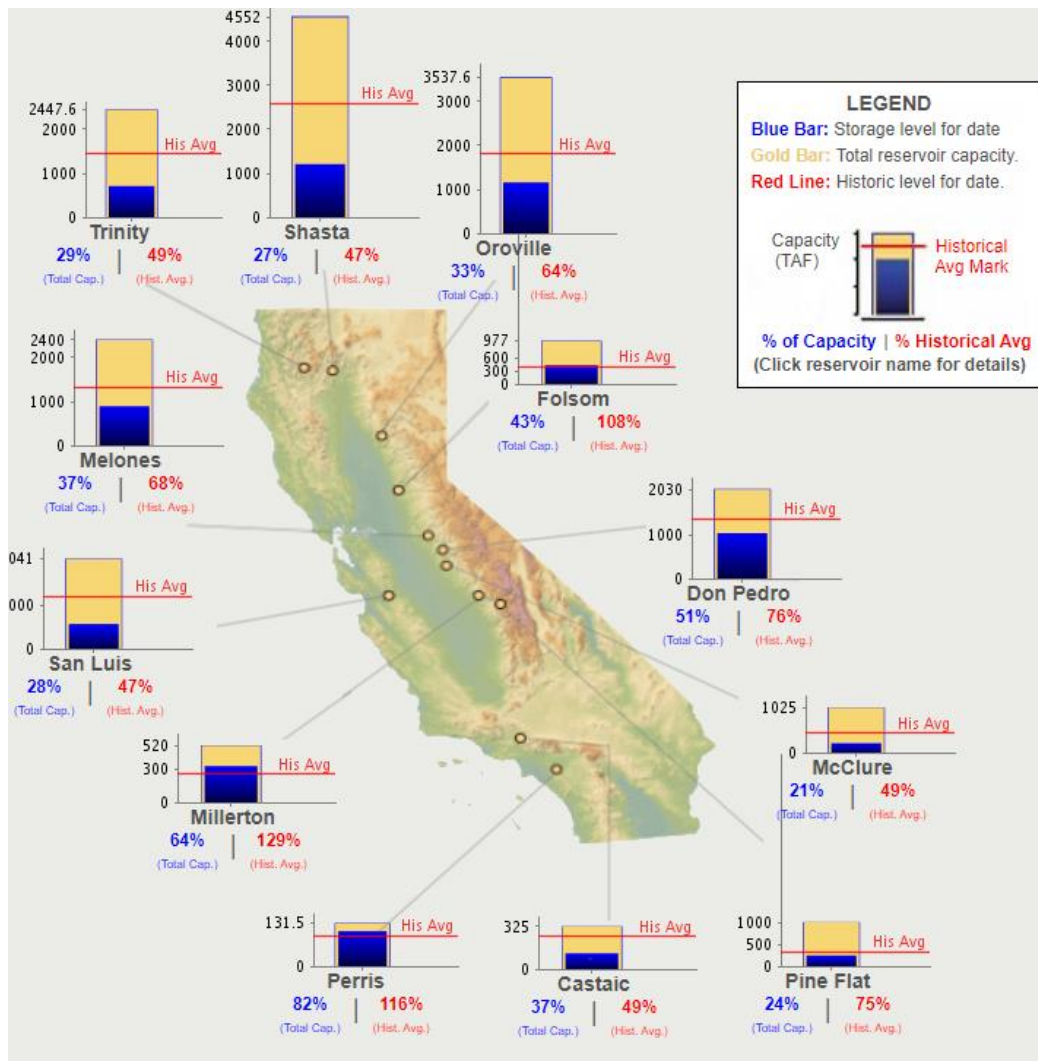 4552
4000
3000
2000
1000
0
His Avg
Shasta
27% | 47%
(Total Cap.) (Hist. Avg.)
2447.6
2000
1000
0
His Avg
Trinity
29% | 49%
(Total Cap.) (Hist. Avg.)
3537.6
3000
2000
1000
0
His Avg
Oroville
33% | 64%
(Total Cap.) (Hist. Avg.)
LEGEND
Blue Bar: Storage level for date
Gold Bar: Total reservoir capacity.
Red Line: Historic level for date.
Capacity
(TAF)
Historical
Avg Mark
% of Capacity | % Historical Avg
(Click reservoir name for details)
2400
2000
1000
0
His Avg
Melones
37% | 68%
(Total Cap.) (Hist. Avg.)
977
600
300
0
His Avg
Folsom
43% | 108%
(Total Cap.) (Hist. Avg.)
041
000
0
His Avg
San Luis
28% | 47%
(Total Cap.) (Hist. Avg.)
2030
1000
0
His Avg
Don Pedro
51% | 76%
(Total Cap.) (Hist. Avg.)
520
300
0
His Avg
Millerton
64% | 129%
(Total Cap.) (Hist. Avg.)
1025
0
His Avg
McClure
21% | 49%
(Total Cap.) (Hist. Avg.)
131.5
0
His Avg
Perris
82% | 116%
(Total Cap.) (Hist. Avg.)
325
0
His Avg
Castaic
37% | 49%
(Total Cap.) (Hist. Avg.)
1000
500
0
His Avg
Pine Flat
24% | 75%
(Total Cap.) (Hist. Avg.)